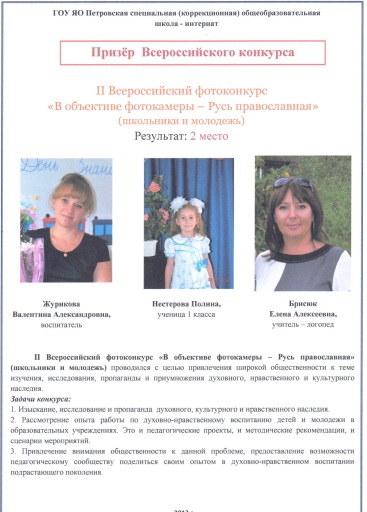 ГОУ ЯО Петровская специальная (коррекционная) общеобразовательная
школа - интернат
Призёр Всероссийского конкурса
II Всероссийский фотоконкурс
«В объективе фотокамеры – Русь православная»
(школьники и молодежь)
Результат: 2 место
День Знаний
Журикова
Валентина Александровна,
воспитатель
Нестерова Полина,
ученица 1 класса
Брисюк
Елена Алексеевна,
учитель – логопед
II Всероссийский фотоконкурс «В объективе фотокамеры – Русь православная»
(школьники и молодежь) проводился с целью привлечения широкой общественности к теме
изучения, исследования, пропаганды и приумножения духовного, нравственного и культурного
наследия.
Задачи конкурса:
1. Изыскание, исследование и пропаганда духовного, культурного и нравственного наследия.
2. Рассмотрение опыта работы по духовно-нравственному воспитанию детей и молодежи в
образовательных учреждениях. Это и педагогические проекты, и методические рекомендации, и
сценарии мероприятий.
3. Привлечение внимания общественности к данной проблеме, предоставление возможности
педагогическому сообществу поделиться своим опытом в духовно-нравственном воспитании
подрастающего поколения.